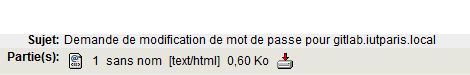 Sujet: Demande de modification de mot de passe pour gitlab.iutparis.local
Partie(s): 1 sans nom [text/html] 0,60 Ko